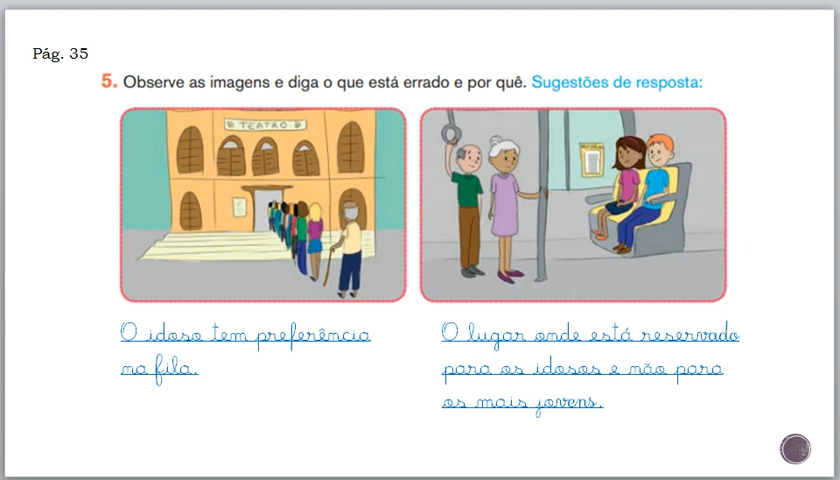 Pág. 35
5. Observe as imagens e diga o que está errado e por quê. Sugestões de resposta:
TEATRO
O idoso tem preferência
na fila.
O lugar onde está reservado
para os idosos e não para
os mais jovens.